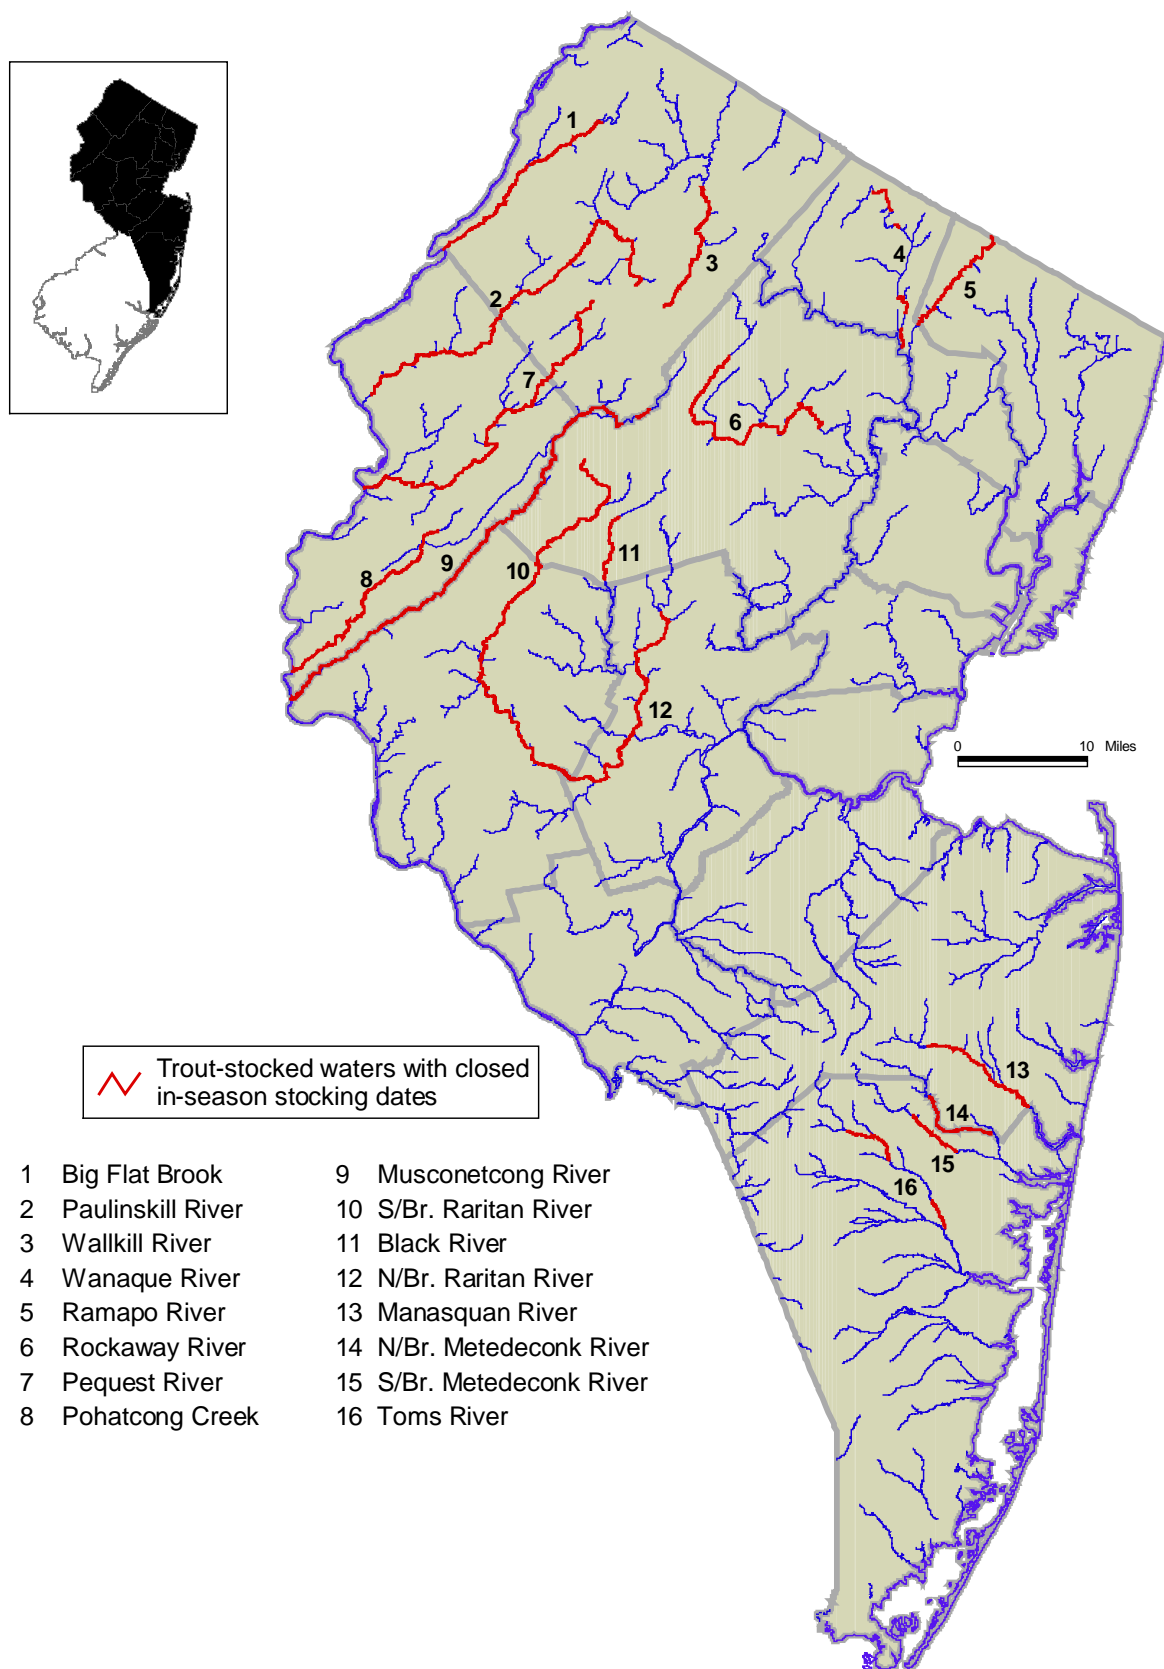 1
2
3
4
5
6
7
8
9
10
11
12
0 10 Miles
13
14
15
16
Trout-stocked waters with closed
in-season stocking dates
1 Big Flat Brook
2 Paulinskill River
3 Wallkill River
4 Wanaque River
5 Ramapo River
6 Rockaway River
7 Pequest River
8 Pohatcong Creek
9 Musconetcong River
10 S/Br. Raritan River
11 Black River
12 N/Br. Raritan River
13 Manasquan River
14 N/Br. Metedeconk River
15 S/Br. Metedeconk River
16 Toms River